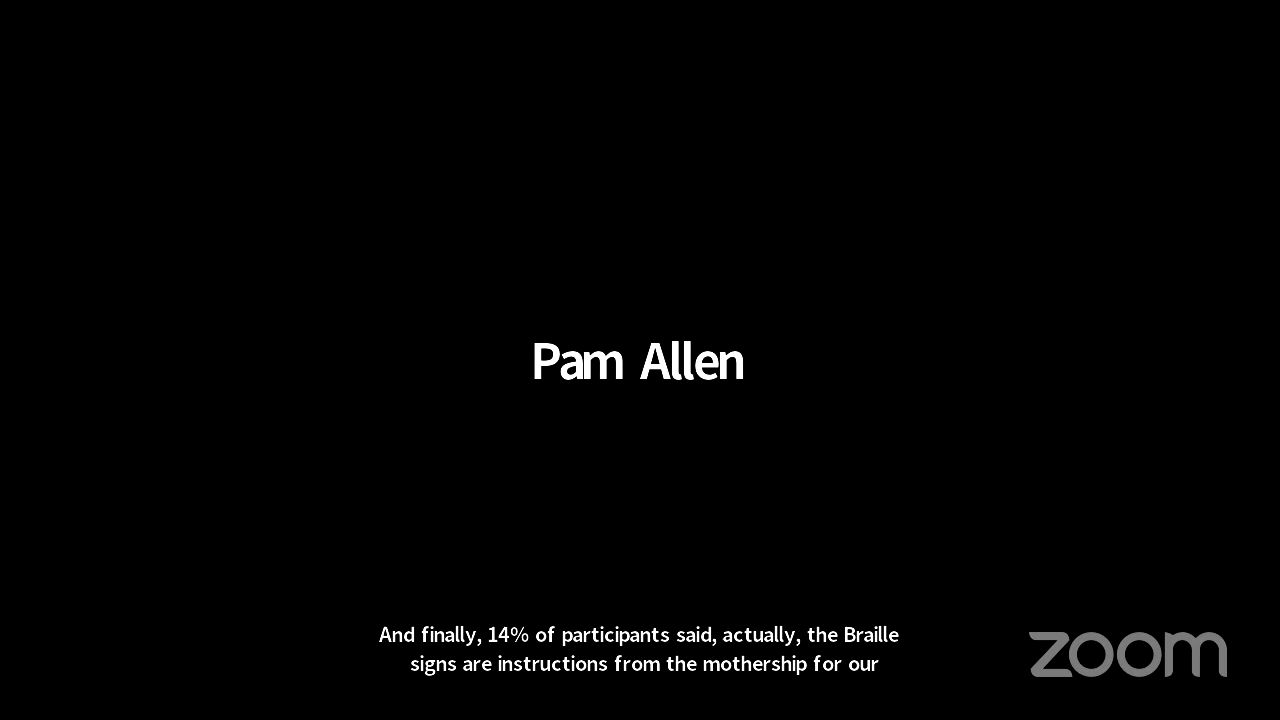 Pam Allen
And finally, 14% of participants said, actually, the Braille
signs are instructions from the mothership for our
zoom